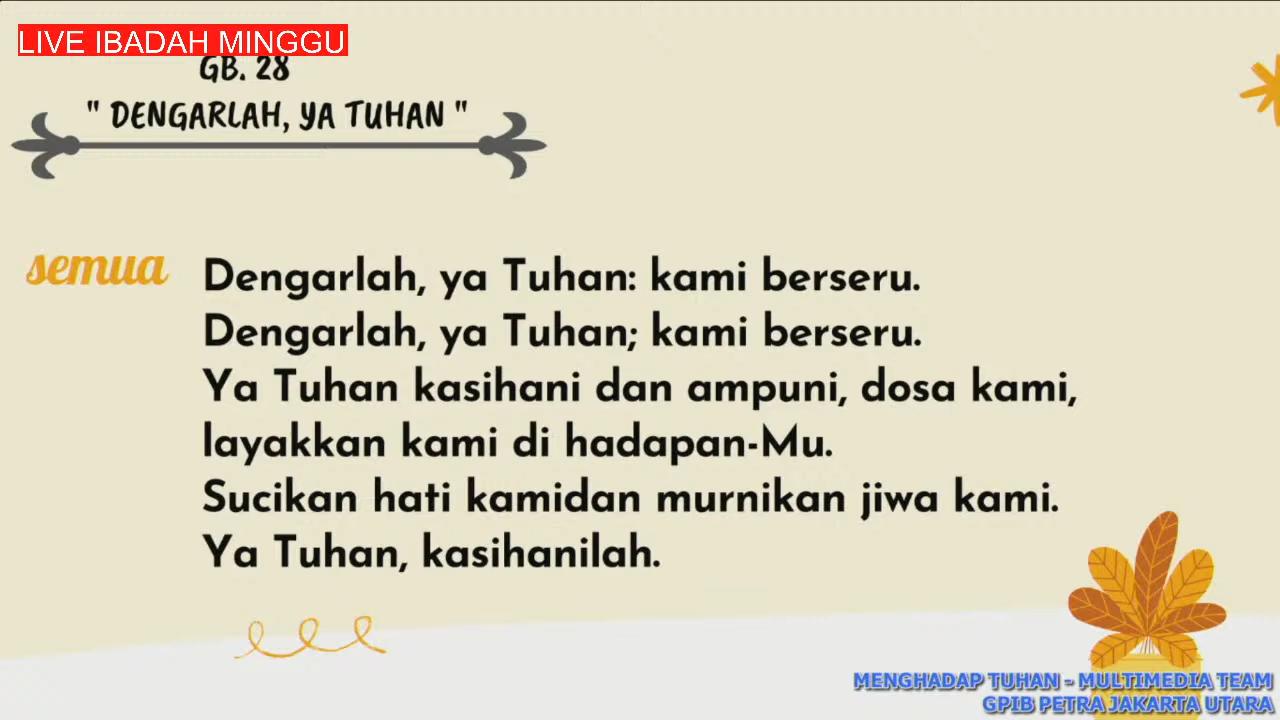 LIVE IBADAH MINGGU
GB. 28
" DENGARLAH, YA TUHAN "
semua
Dengarlah, ya Tuhan: kami berseru.
Dengarlah, ya Tuhan; kami berseru.
Ya Tuhan kasihani dan ampuni, dosa kami,
layakkan kami di hadapan-Mu.
Sucikan hati kamidan murnikan jiwa kami.
Ya Tuhan, kasihanilah.
MENGHADAP TUHAN - MULTIMEDIA TEAM
GPIB PETRA JAKARTA UTARA